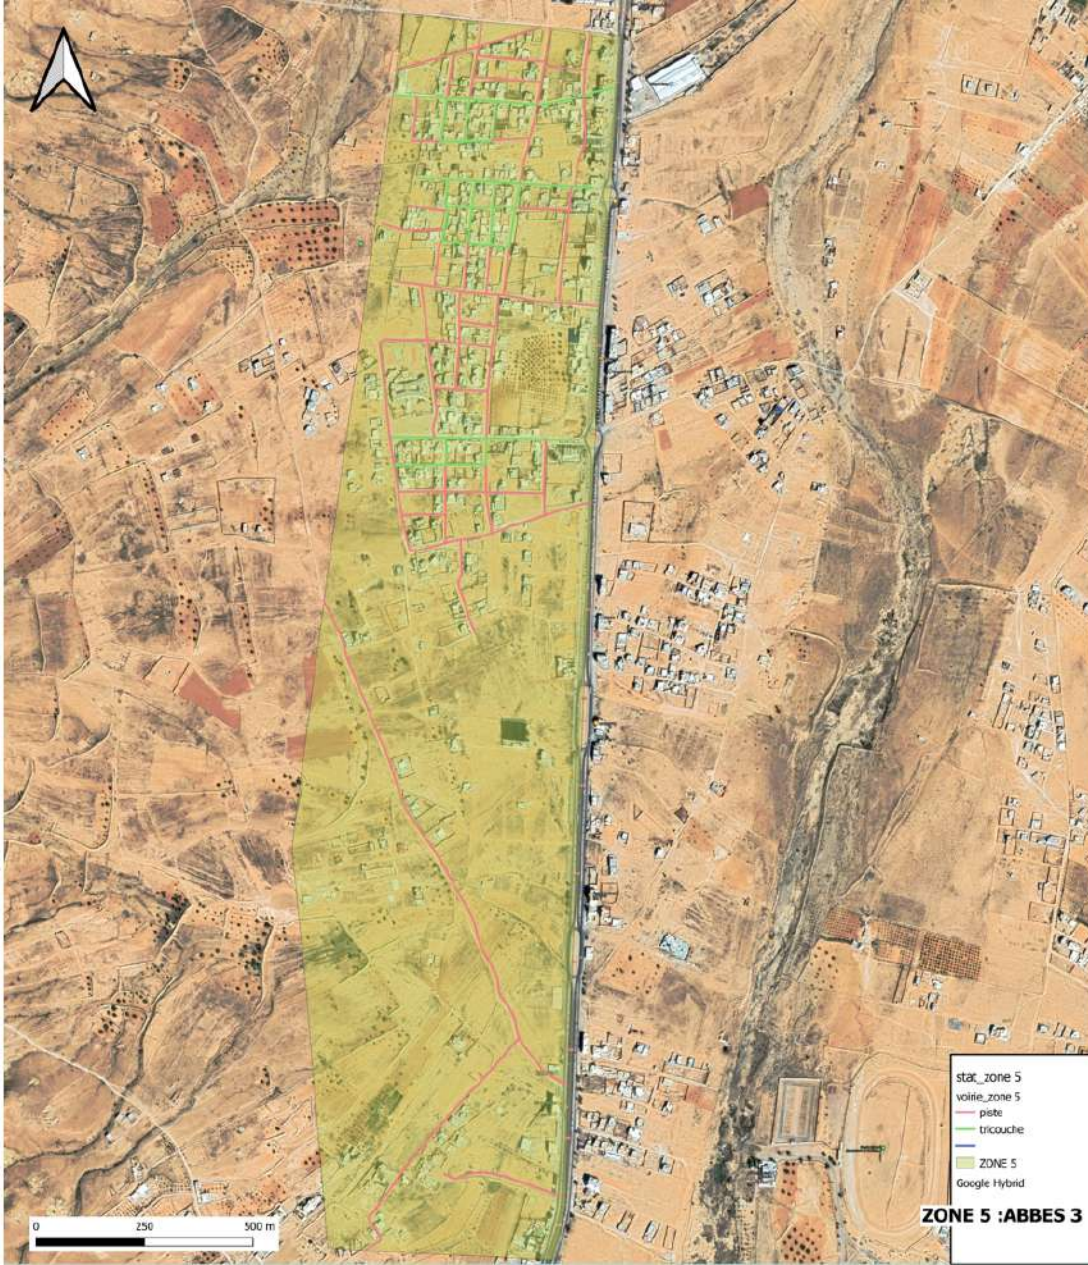 stat_zone 5
voirie_zone 5
piste
tricouche
ZONE 5
Google Hybrid
ZONE 5 :ABBES 3
0 250 500 m